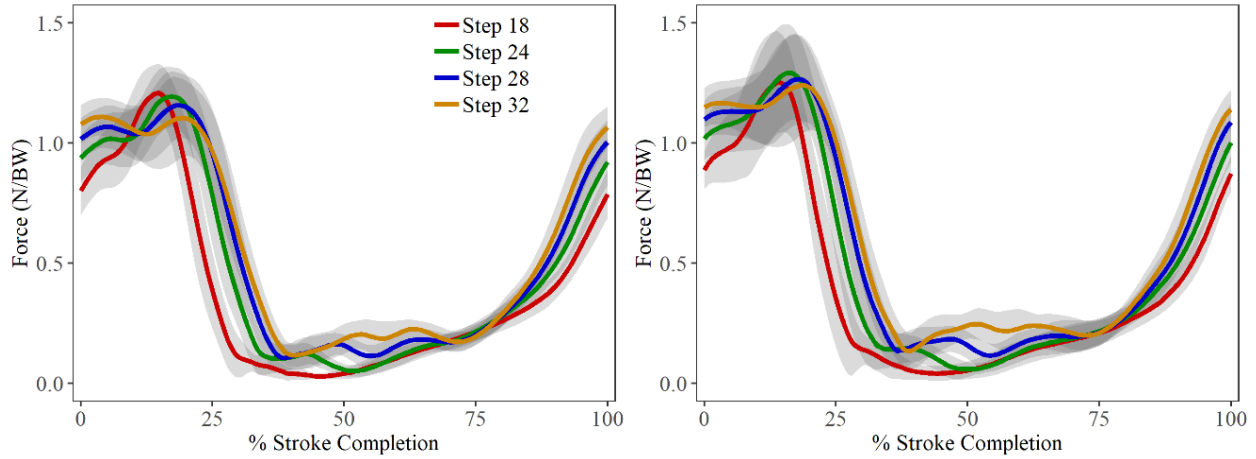 Force (N/BW)
1.5
1.0
0.5
0.0
Step 18
Step 24
Step 28
Step 32
0 25 50 75 100
% Stroke Completion
Force (N/BW)
1.5
1.0
0.5
0.0
0 25 50 75 100
% Stroke Completion